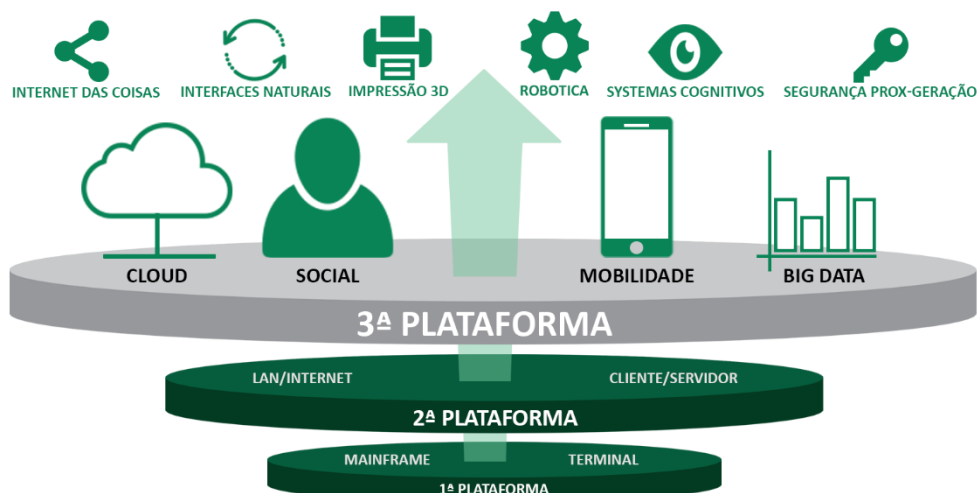 INTERNET DAS COISAS
INTERFACES NATURAIS
IMPRESSÃO 3D
ROBOTICA
SYSTEMAS COGNITIVOS
SEGURANÇA PROX-GERAÇÃO
CLOUD
SOCIAL
MOBILIDADE
BIG DATA
3ª PLATAFORMA
LAN/INTERNET
CLIENTE/SERVIDOR
2ª PLATAFORMA
MAINFRAME
TERMINAL
1ª PLATAFORMA